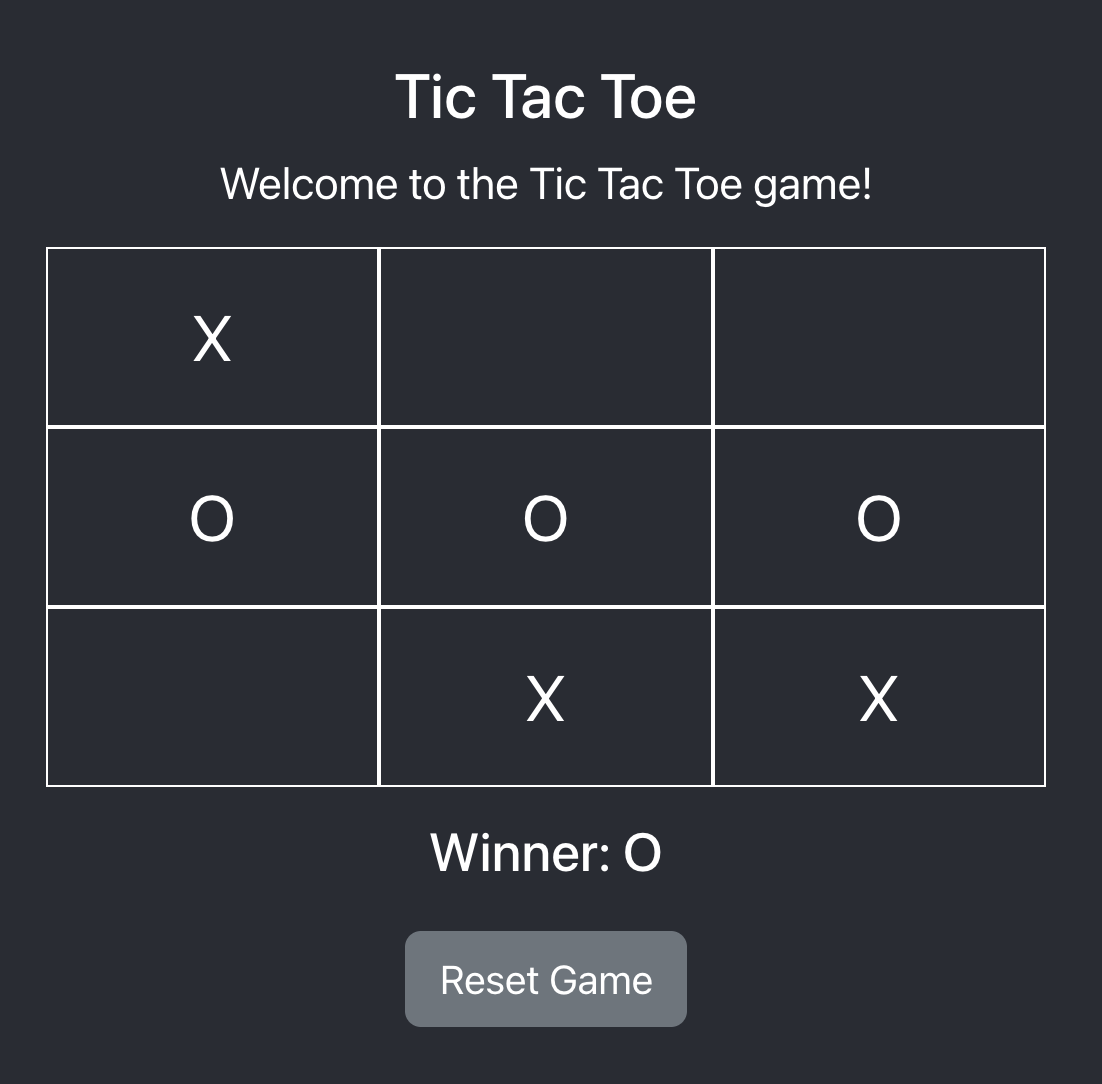 Tic Tac Toe
Welcome to the Tic Tac Toe game!
X
O O O
X X
Winner: O
Reset Game